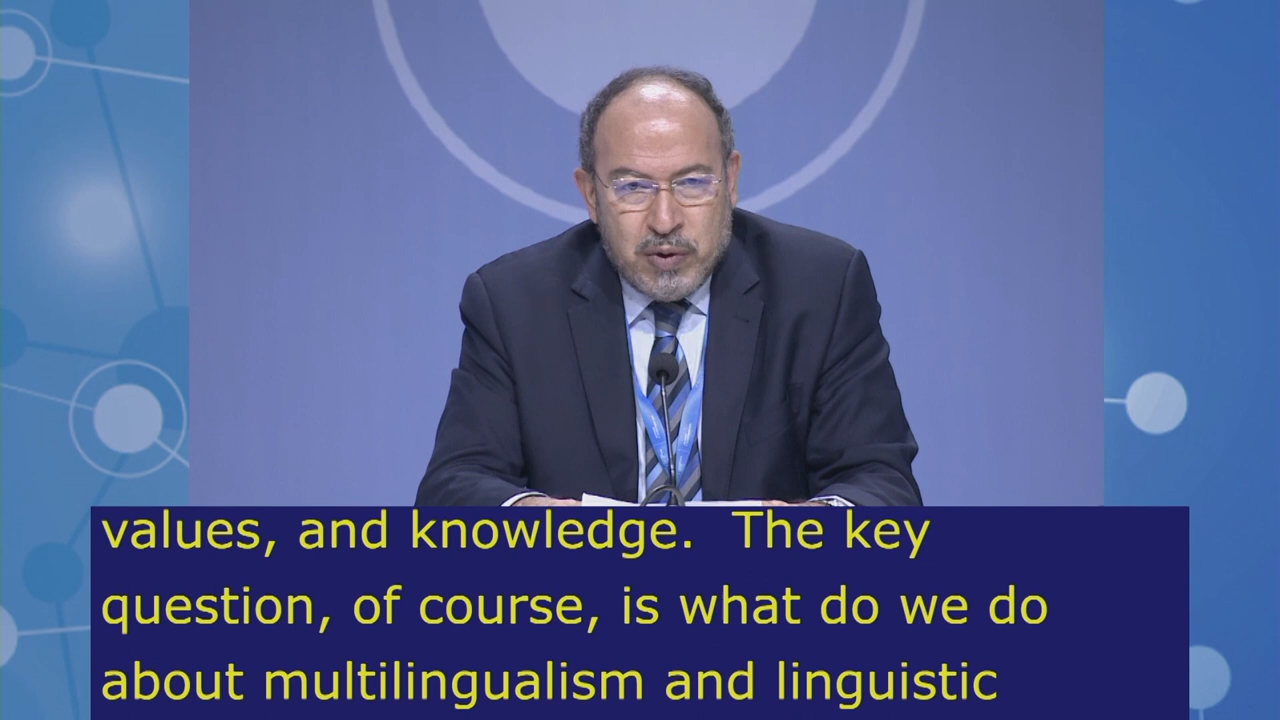 values, and knowledge.  The key
question, of course, is what do we do
about multilingualism and linguistic